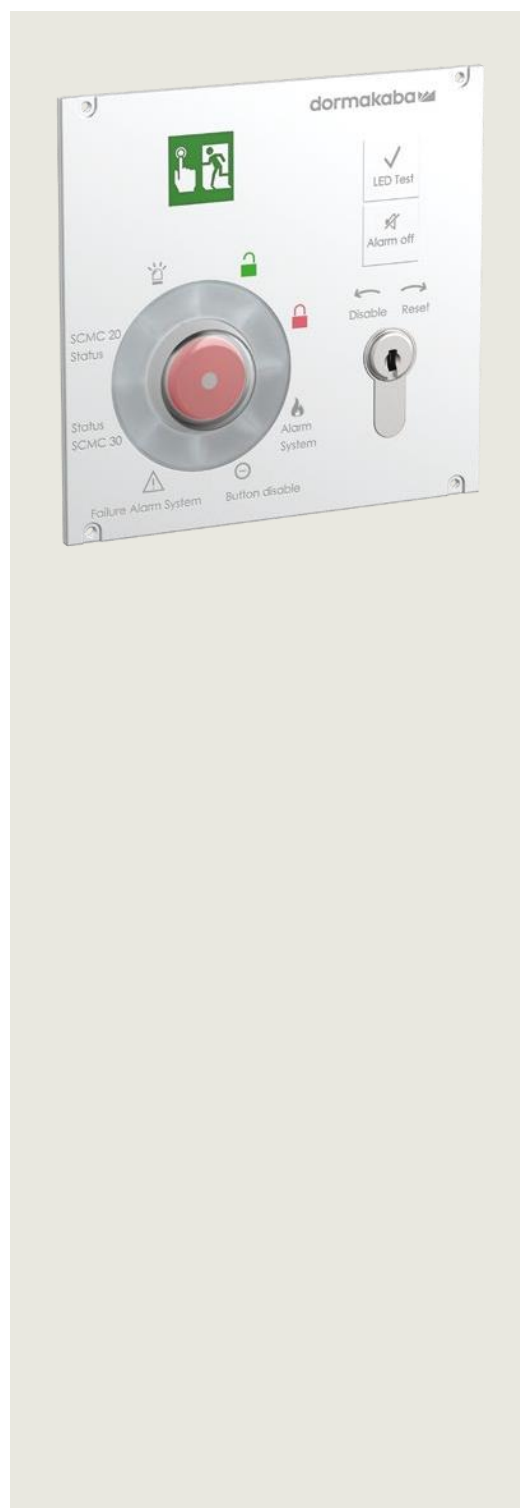 dormakaba
LED Test
Alarm off
Disable
Reset
SCMC 20
Status
Status
SCMC 30
Alarm
System
Failure Alarm System
Button disable